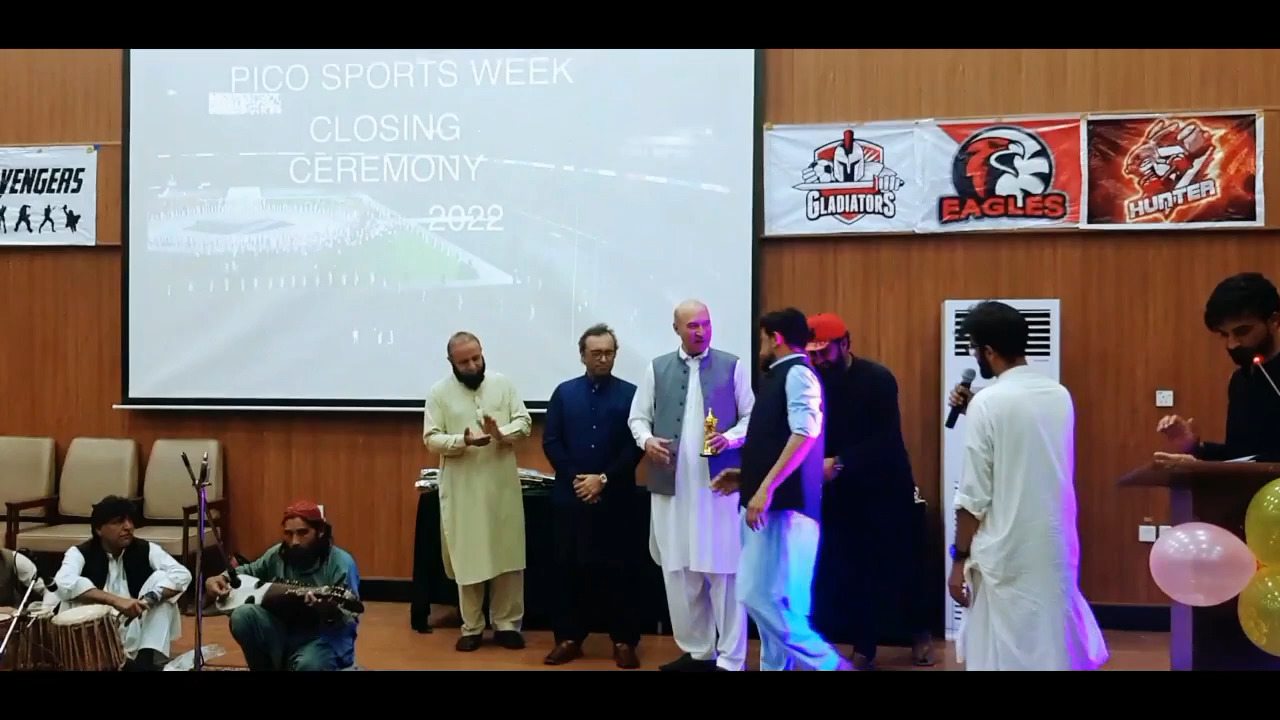 PICO SPORTS WEEK
CLOSING
CEREMONY
2022
VENGERS
GLADIATORS
EAGLES
HUNTER